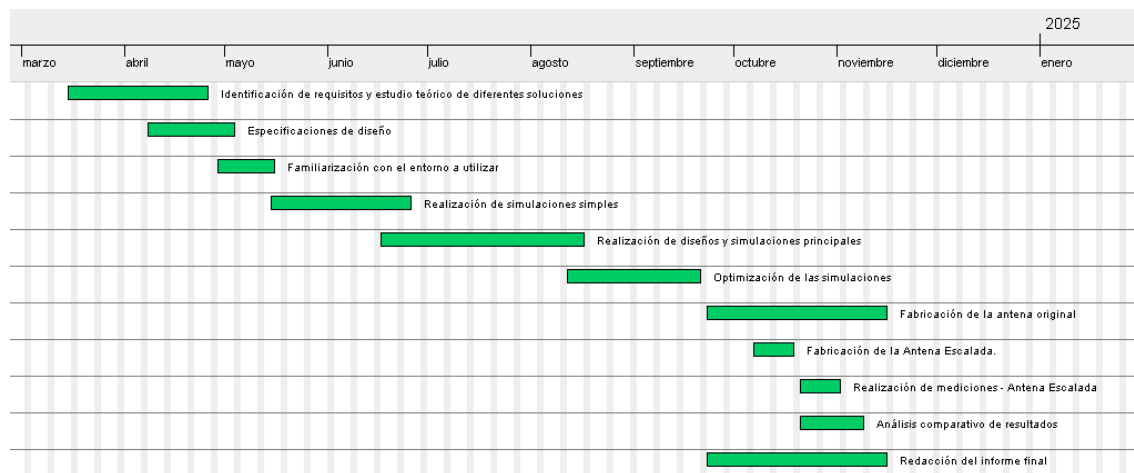 2025
marzo abril mayo junio julio agosto septiembre octubre noviembre diciembre enero
Identificación de requisitos y estudio teórico de diferentes soluciones
Especificaciones de diseño
Familiarización con el entorno a utilizar
Realización de simulaciones simples
Realización de diseños y simulaciones principales
Optimización de las simulaciones
Fabricación de la antena original
Fabricación de la Antena Escalada.
Realización de mediciones - Antena Escalada
Análisis comparativo de resultados
Redacción del informe final